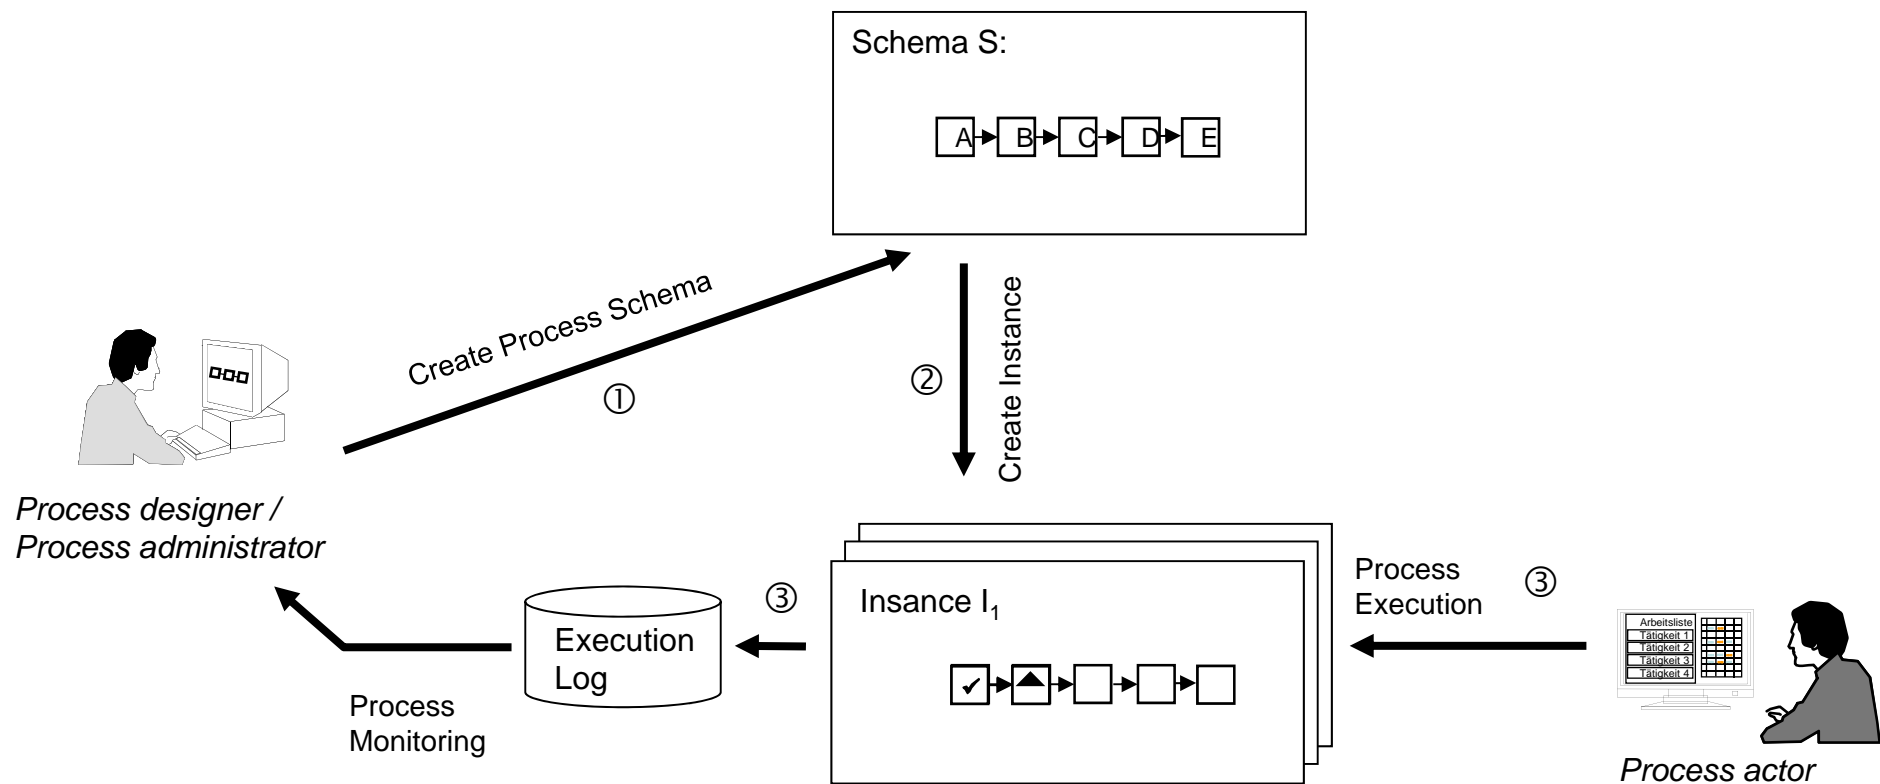 Schema S:
A B C D E
Create Process Schema
①
②
Create Instance
Process designer /
Process administrator
Execution
Log
③
Insance I₁
✓
Process
Execution
③
Arbeitsliste
Tätigkeit 1
Tätigkeit 2
Tätigkeit 3
Tätigkeit 4
Process
Monitoring
Process actor